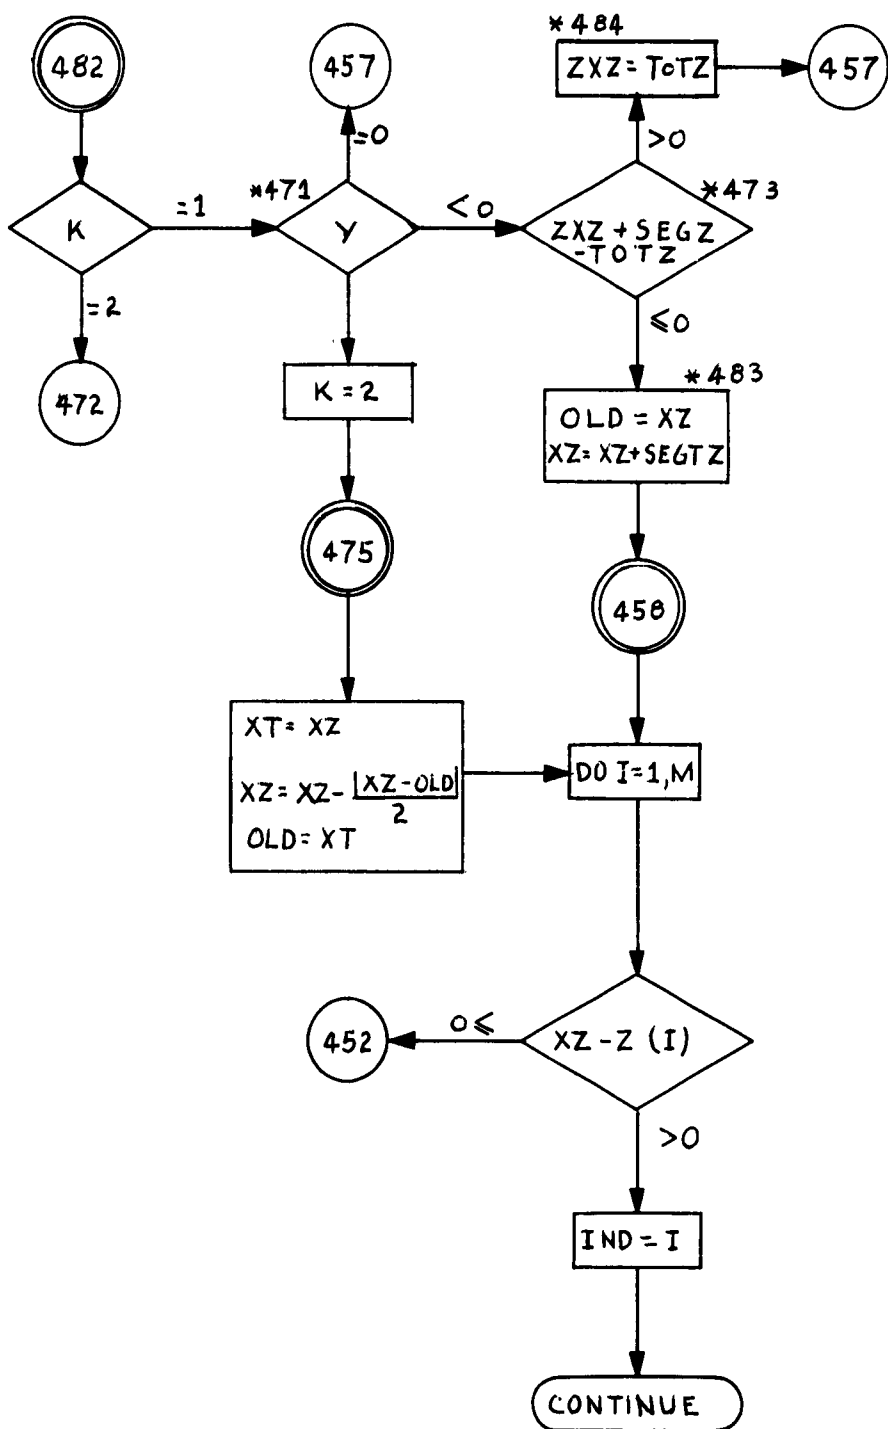 482
457
*484
ZXZ = TOTZ
457
=0
>0
K
=1
*471
Y
<0
*473
ZXZ + SEGZ
-TOTZ
=2
≤0
472
K = 2
*483
OLD = XZ
XZ = XZ+SEGTZ
475
458
XT = XZ
XZ = XZ - |XZ-OLD|
2
OLD = XT
DO I=1,M
452
0≤
XZ - Z (I)
>0
IND = I
CONTINUE